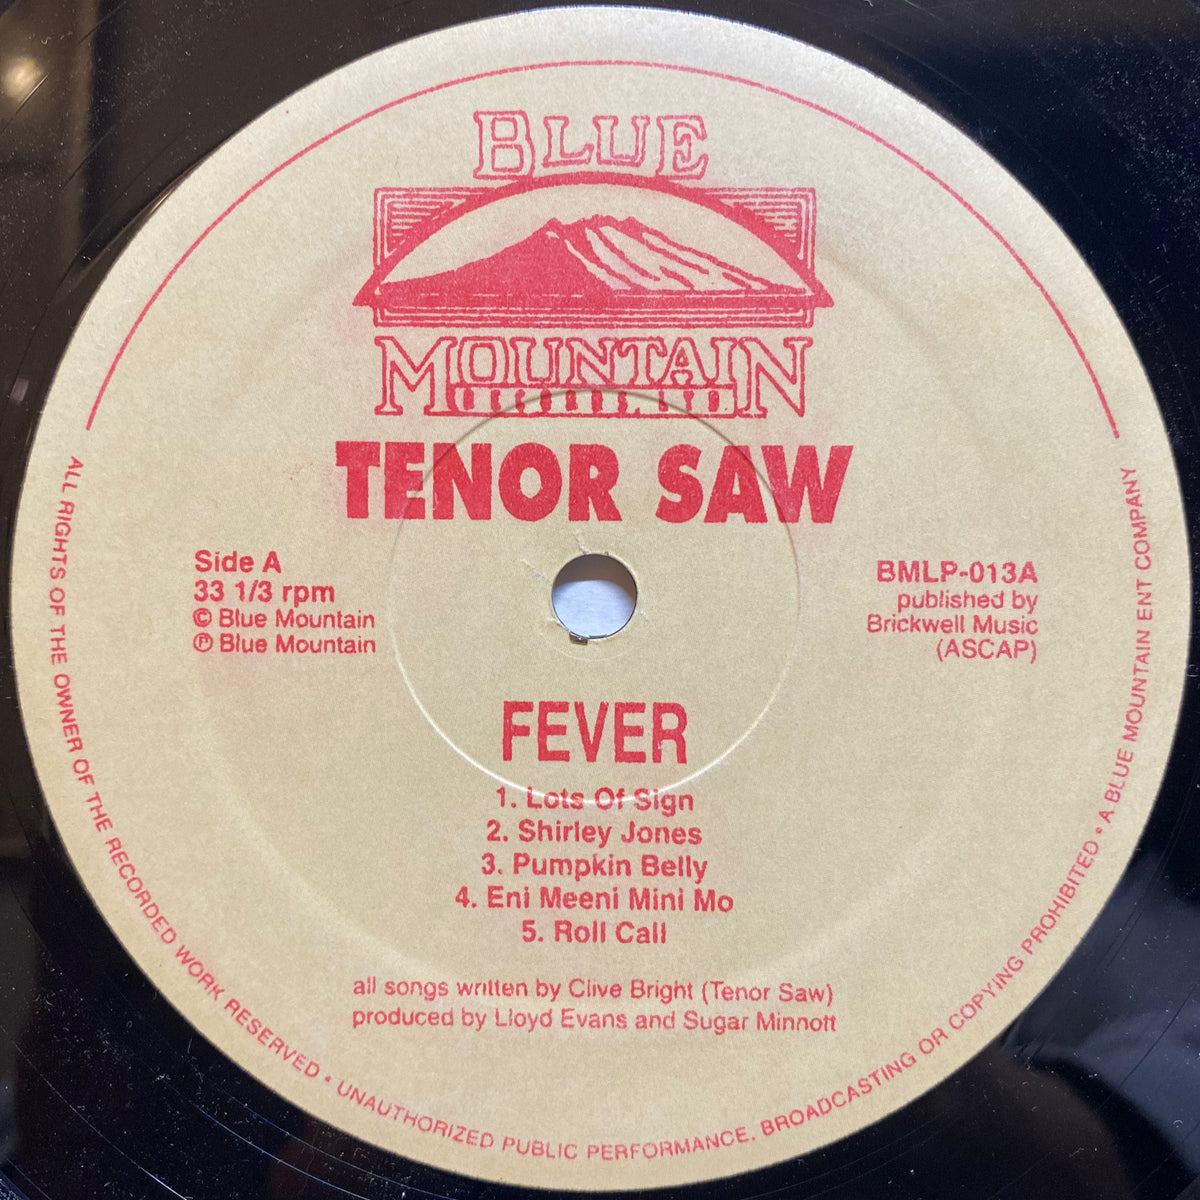 BLUE
MOUNTAIN
TENOR SAW
Side A
33 1/3 rpm
© Blue Mountain
℗ Blue Mountain
BMLP-013A
published by
Brickwell Music
(ASCAP)
FEVER
1. Lots Of Sign
2. Shirley Jones
3. Pumpkin Belly
4. Eni Meeni Mini Mo
5. Roll Call
all songs written by Clive Bright (Tenor Saw)
produced by Lloyd Evans and Sugar Minnott
ALL RIGHTS OF THE OWNER OF THE RECORDED WORK RESERVED • UNAUTHORIZED PUBLIC PERFORMANCE, BROADCASTING OR COPYING PROHIBITED • A BLUE MOUNTAIN ENT COMPANY